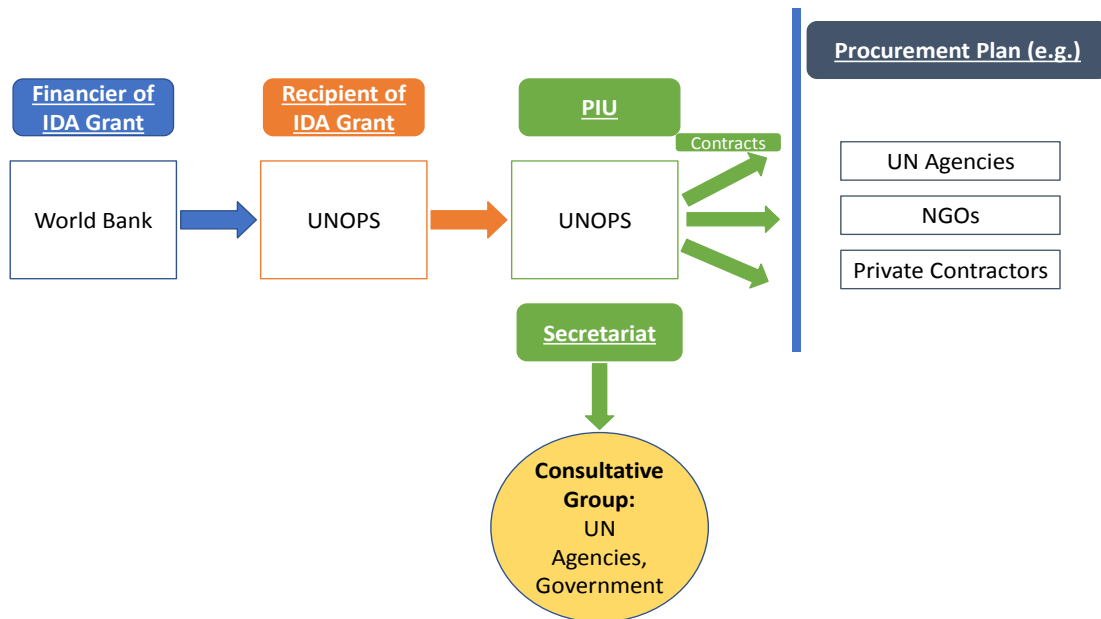 Procurement Plan (e.g.)
Financier of
IDA Grant
Recipient of
IDA Grant
PIU
Contracts
World Bank
UNOPS
UNOPS
UN Agencies
NGOs
Private Contractors
Secretariat
Consultative
Group:
UN
Agencies,
Government